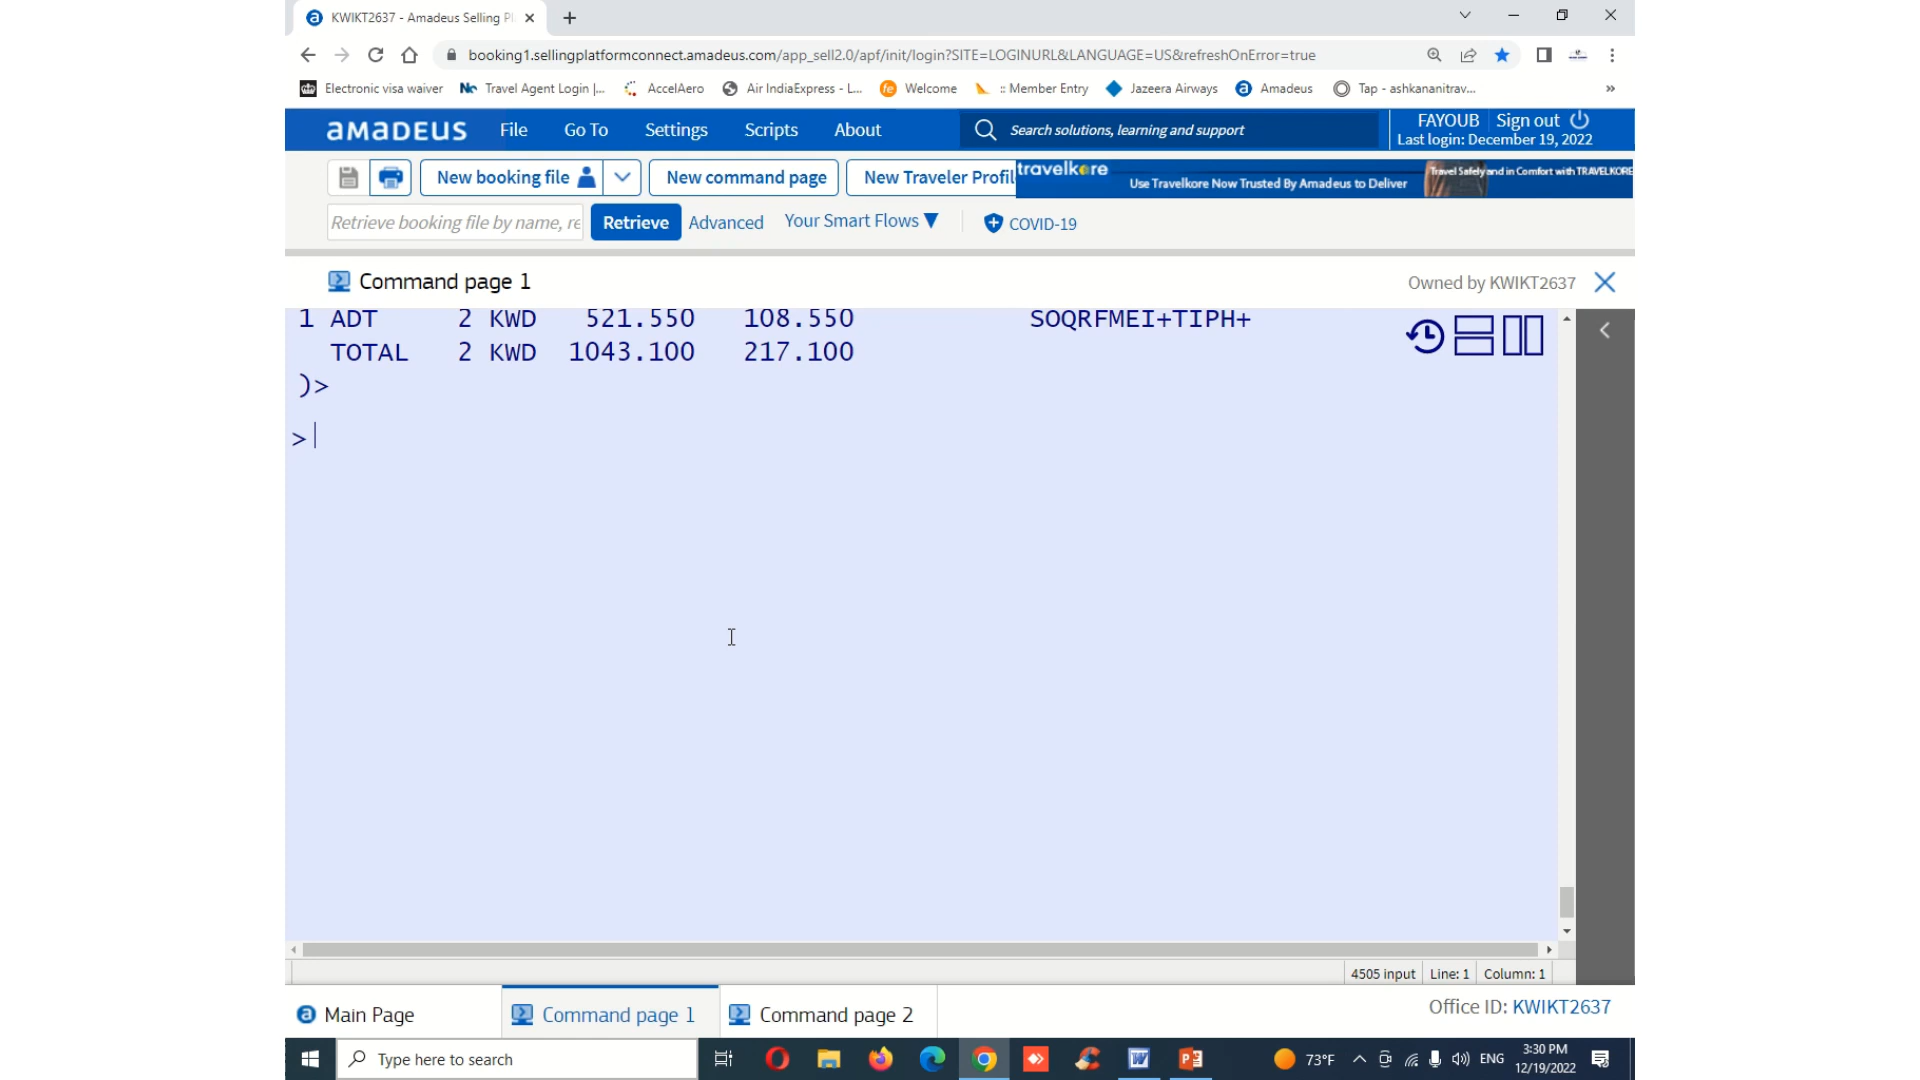 KWIKT2637 - Amadeus Selling Pl
booking1.sellingplatformconnect.amadeus.com/app_sell2.0/apf/init/login?SITE=LOGINURL&LANGUAGE=US&refreshOnError=true
Electronic visa waiver Travel Agent Login |... AccelAero Air IndiaExpress - L... Welcome :: Member Entry Jazeera Airways Amadeus Tap - ashkananitrav... »
aMaDEUS File Go To Settings Scripts About Search solutions, learning and support FAYOUB Sign out
Last login: December 19, 2022
New booking file New command page New Traveler Profil travelkore Use Travelkore Now Trusted By Amadeus to Deliver Travel Safely and in Comfort with TRAVELKORE
Retrieve booking file by name, re Retrieve Advanced Your Smart Flows COVID-19
Command page 1 Owned by KWIKT2637
1 ADT 2 KWD 521.550 108.550 SOQRFMEI+TIPH+
TOTAL 2 KWD 1043.100 217.100
)>
>
4505 input Line: 1 Column: 1
Main Page Command page 1 Command page 2 Office ID: KWIKT2637
Type here to search 73°F ENG 3:30 PM
12/19/2022